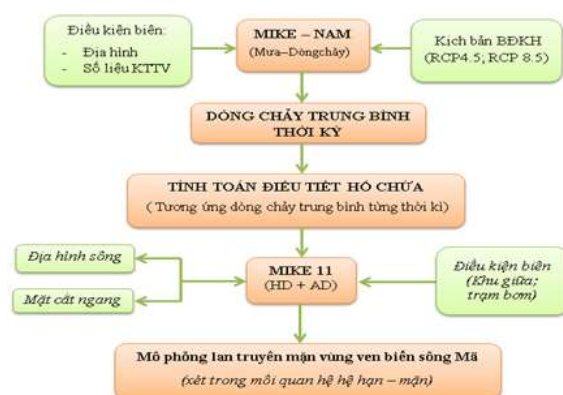 Điều kiện biên:
- Địa hình
- Số liệu KTTV
MIKE – NAM
(Mưa–Dòngchảy)
Kịch bản BĐKH
(RCP4.5; RCP 8.5)
DÒNG CHẢY TRUNG BÌNH
THỜI KỲ
TÍNH TOÁN ĐIỀU TIẾT HỒ CHỨA
( Tương ứng dòng chảy trung bình từng thời kì)
Địa hình sông
Mặt cắt ngang
MIKE 11
(HD + AD)
Điều kiện biên
(Khu giữa;
trạm bơm)
Mô phỏng lan truyền mặn vùng ven biển sông Mã
(xét trong mối quan hệ hệ hạn – mặn)